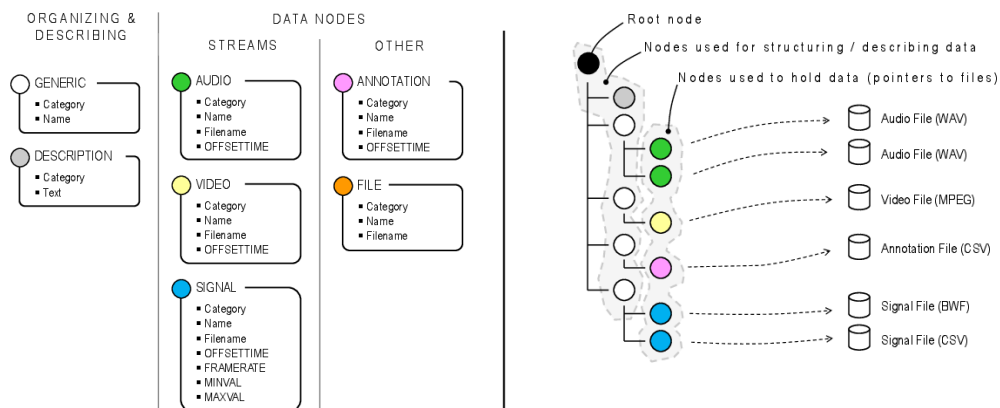 ORGANIZING &
DESCRIBING
GENERIC
▪ Category
▪ Name
DESCRIPTION
▪ Category
▪ Text
DATA NODES
STREAMS
AUDIO
▪ Category
▪ Name
▪ Filename
▪ OFFSETTIME
VIDEO
▪ Category
▪ Name
▪ Filename
▪ OFFSETTIME
SIGNAL
▪ Category
▪ Name
▪ Filename
▪ OFFSETTIME
▪ FRAMERATE
▪ MINVAL
▪ MAXVAL
OTHER
ANNOTATION
▪ Category
▪ Name
▪ Filename
▪ OFFSETTIME
FILE
▪ Category
▪ Name
▪ Filename
Root node
Nodes used for structuring / describing data
Nodes used to hold data (pointers to files)
Audio File (WAV)
Audio File (WAV)
Video File (MPEG)
Annotation File (CSV)
Signal File (BWF)
Signal File (CSV)